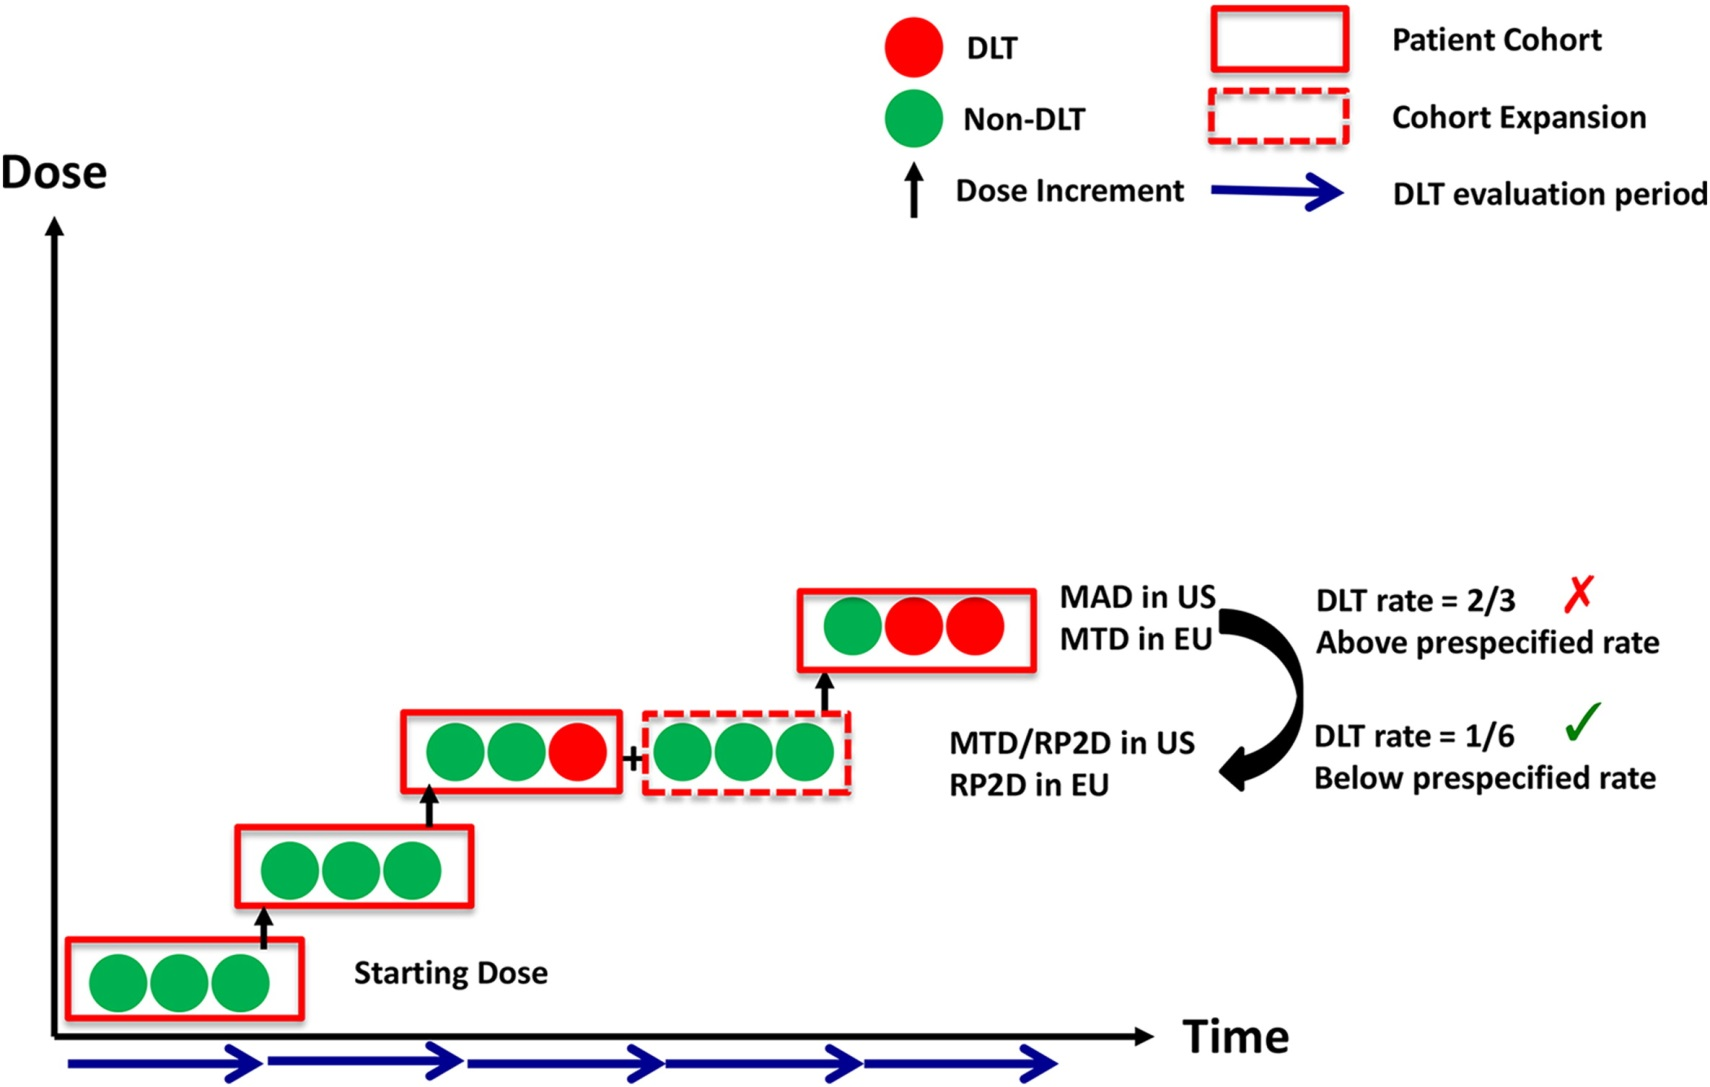 DLT
Patient Cohort
Non-DLT
Cohort Expansion
Dose Increment
DLT evaluation period
Dose
MAD in US
MTD in EU
DLT rate = 2/3 ✗
Above prespecified rate
+
MTD/RP2D in US
RP2D in EU
DLT rate = 1/6 ✓
Below prespecified rate
Starting Dose
Time